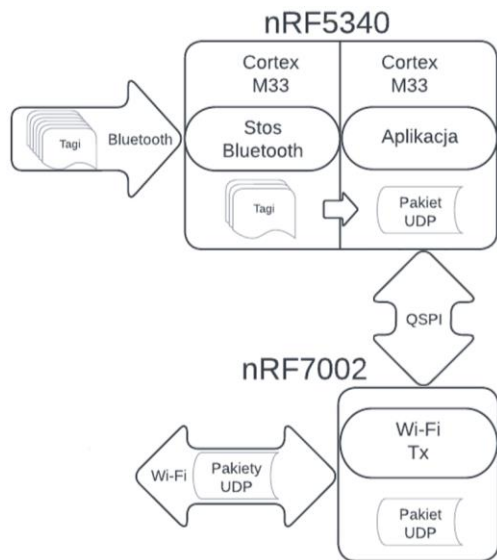 nRF5340
Cortex
M33
Cortex
M33
Tagi
Bluetooth
Stos
Bluetooth
Aplikacja
Tagi
Pakiet
UDP
QSPI
nRF7002
Wi-Fi
Tx
Wi-Fi
Pakiety
UDP
Pakiet
UDP